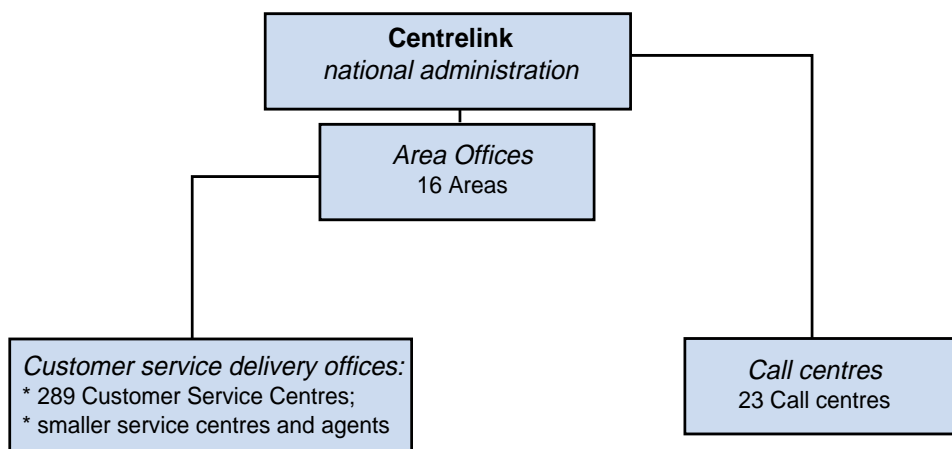 Centrelink
national administration
Area Offices
16 Areas
Customer service delivery offices:
* 289 Customer Service Centres;
* smaller service centres and agents
Call centres
23 Call centres